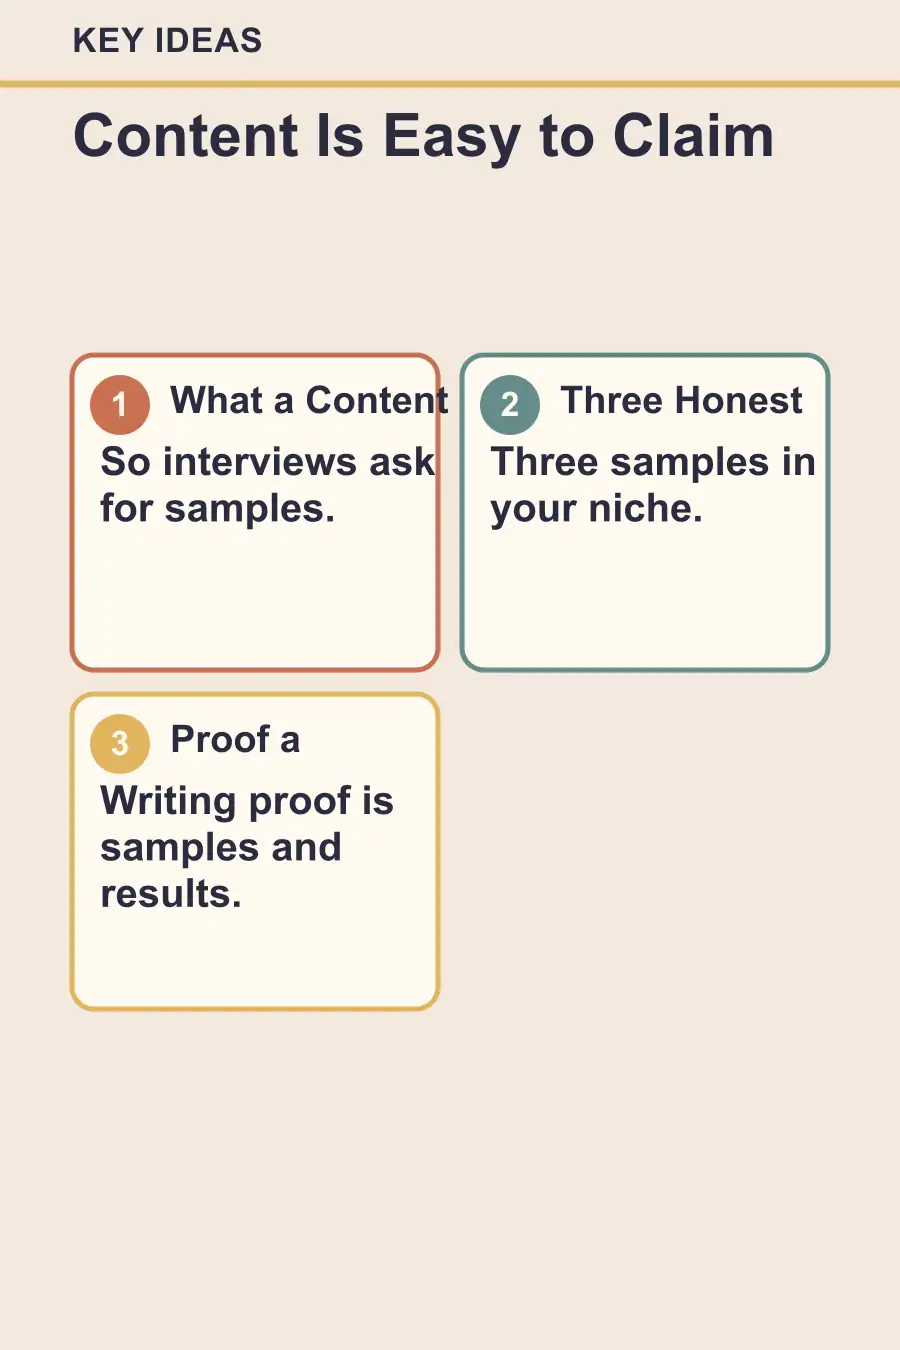 KEY IDEAS
Content Is Easy to Claim
1
What a Content
So interviews ask
for samples.
2
Three Honest
Three samples in
your niche.
3
Proof a
Writing proof is
samples and
results.